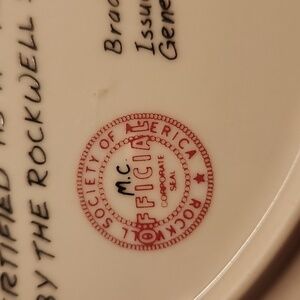 Brad
Issu
Gene
RTIFIED AS A
BY THE ROCKWELL S
ROCKWELL SOCIETY OF AMERICA
M.C.
OFFICIAL
CORPORATE
SEAL